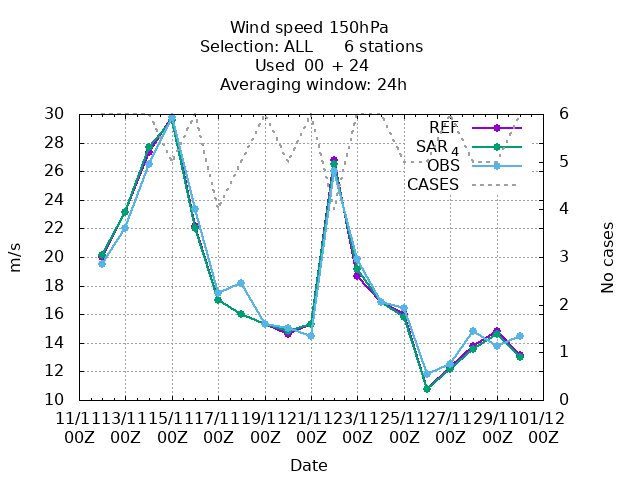 Wind speed 150hPa
Selection: ALL 6 stations
Used 00 + 24
Averaging window: 24h
REF
SAR 4
OBS
CASES
30
28
26
24
22
20
18
16
14
12
10
6
5
4
3
2
1
0
m/s
No cases
11/11 13/11 15/11 17/11 19/11 21/11 23/11 25/11 27/11 29/11 01/12
00Z 00Z 00Z 00Z 00Z 00Z 00Z 00Z 00Z 00Z 00Z
Date